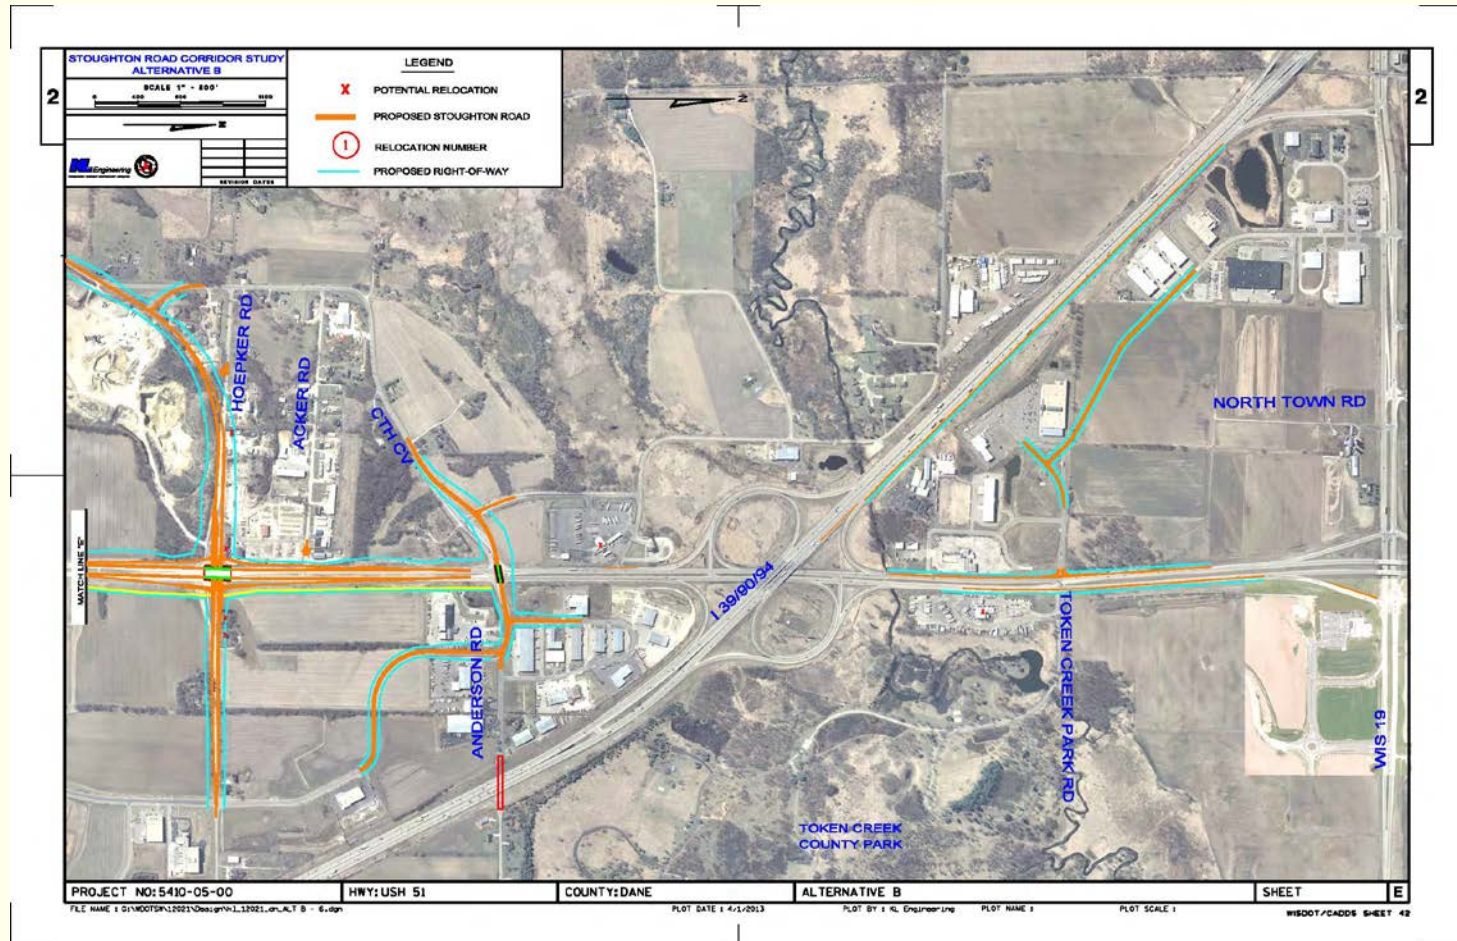 STOUGHTON ROAD CORRIDOR STUDY
ALTERNATIVE B
SCALE 1" - 800'
LEGEND
X POTENTIAL RELOCATION
PROPOSED STOUGHTON ROAD
1 RELOCATION NUMBER
PROPOSED RIGHT-OF-WAY
N
KL Engineering
REVISION DATES
2
2
N
HOEPKER RD
ACKER RD
CTH CV
NORTH TOWN RD
MATCH LINE "E"
I 39/90/94
ANDERSON RD
TOKEN CREEK PARK RD
WIS 19
TOKEN CREEK
COUNTY PARK
PROJECT NO: 5410-05-00
HWY: USH 51
COUNTY: DANE
ALTERNATIVE B
SHEET
E
PLOT DATE : 4/1/2013
PLOT BY : KL Engineering
PLOT NAME :
PLOT SCALE :
WISDOT/CADDS SHEET 42